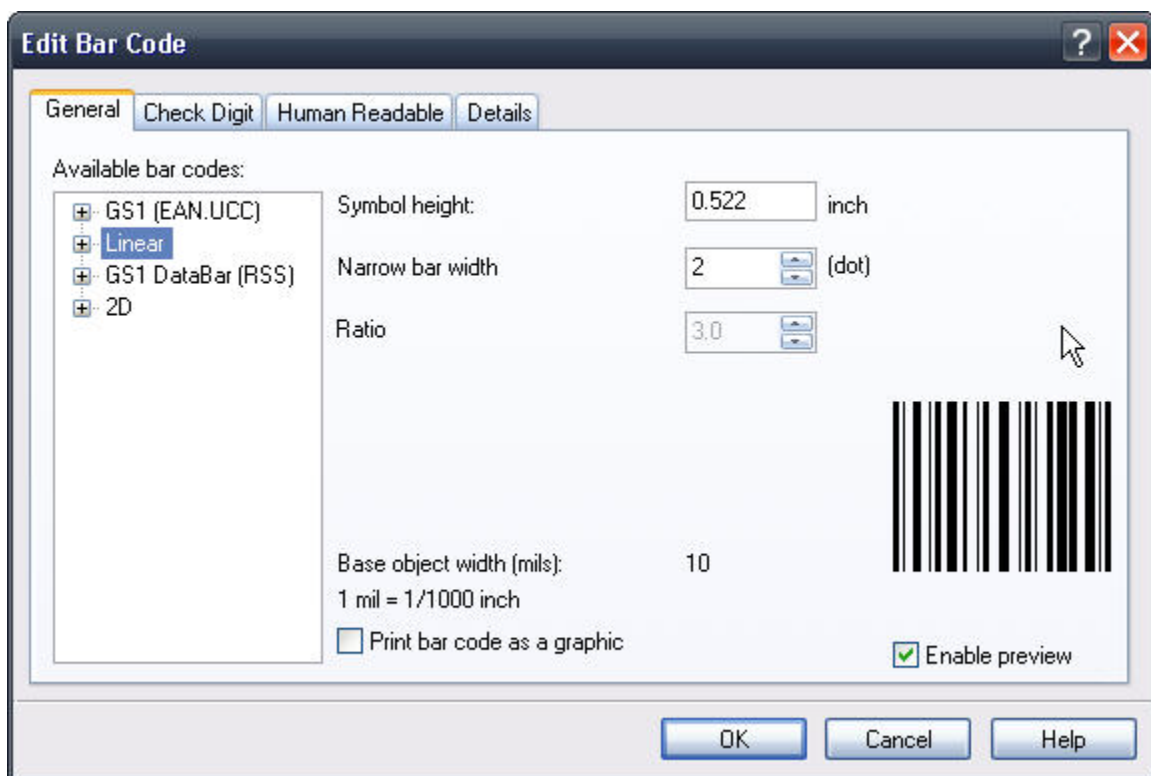 Edit Bar Code
General Check Digit Human Readable Details
Available bar codes:
GS1 (EAN.UCC)
Linear
GS1 DataBar (RSS)
2D
Symbol height: 0.522 inch
Narrow bar width 2 (dot)
Ratio 3.0
Base object width (mils): 10
1 mil = 1/1000 inch
Print bar code as a graphic
Enable preview
OK Cancel Help